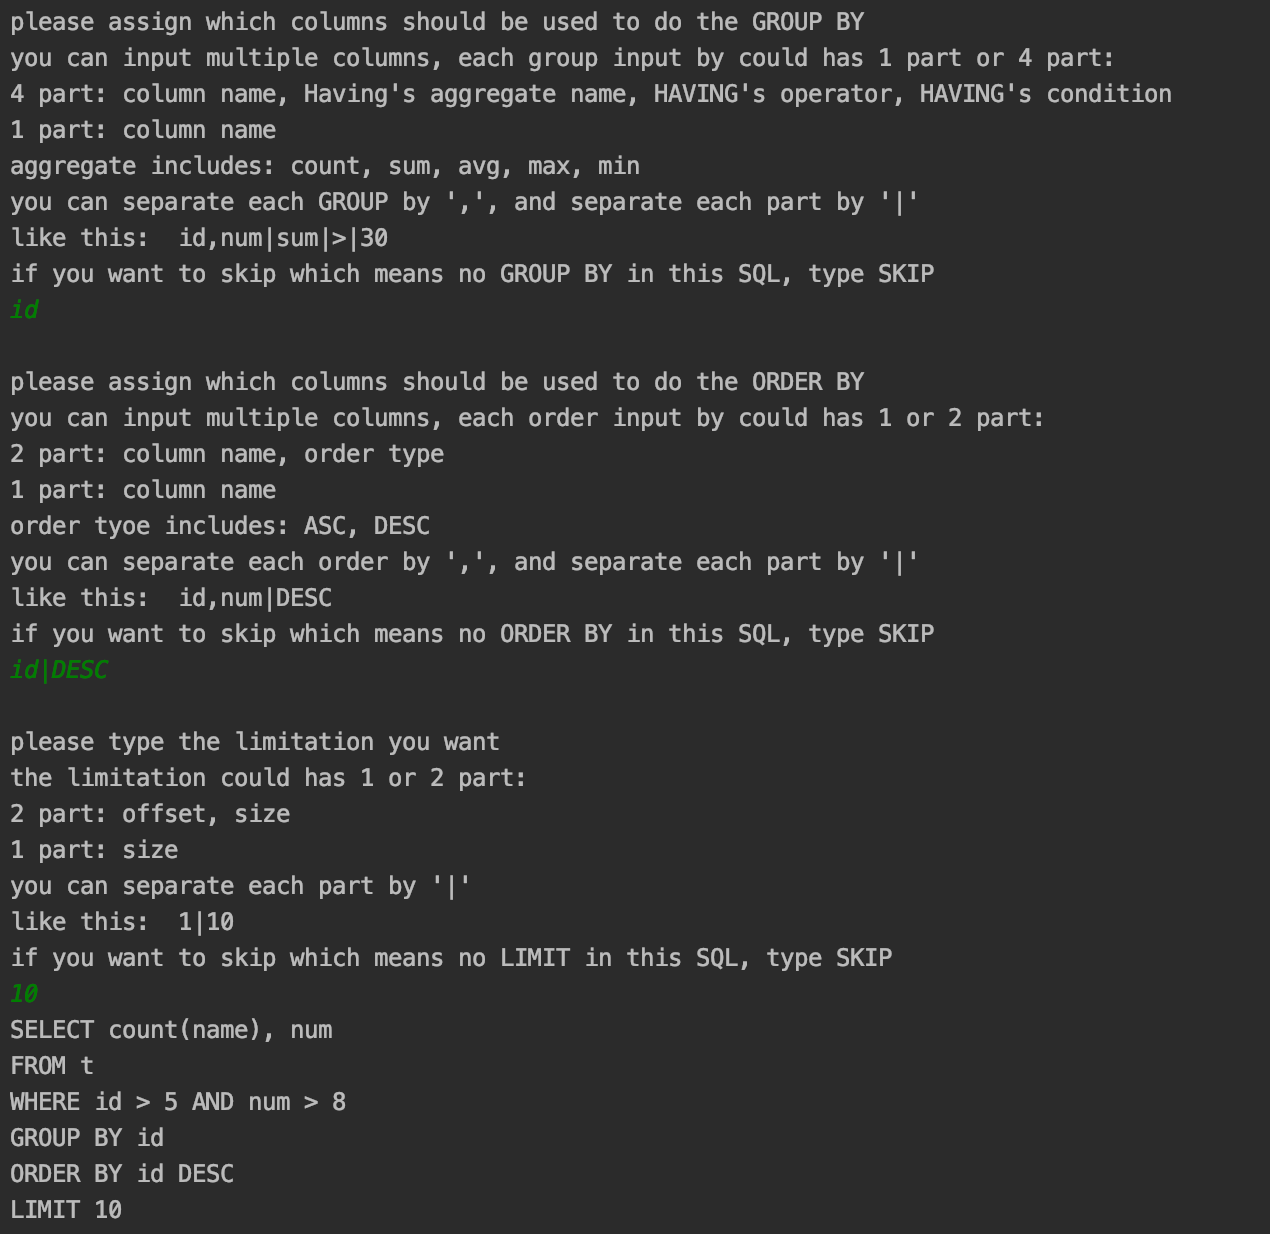 please assign which columns should be used to do the GROUP BY
you can input multiple columns, each group input by could has 1 part or 4 part:
4 part: column name, Having's aggregate name, HAVING's operator, HAVING's condition
1 part: column name
aggregate includes: count, sum, avg, max, min
you can separate each GROUP by ',', and separate each part by '|'
like this:  id,num|sum|>|30
if you want to skip which means no GROUP BY in this SQL, type SKIP
id
please assign which columns should be used to do the ORDER BY
you can input multiple columns, each order input by could has 1 or 2 part:
2 part: column name, order type
1 part: column name
order tyoe includes: ASC, DESC
you can separate each order by ',', and separate each part by '|'
like this:  id,num|DESC
if you want to skip which means no ORDER BY in this SQL, type SKIP
id|DESC
please type the limitation you want
the limitation could has 1 or 2 part:
2 part: offset, size
1 part: size
you can separate each part by '|'
like this:  1|10
if you want to skip which means no LIMIT in this SQL, type SKIP
10
SELECT count(name), num
FROM t
WHERE id > 5 AND num > 8
GROUP BY id
ORDER BY id DESC
LIMIT 10